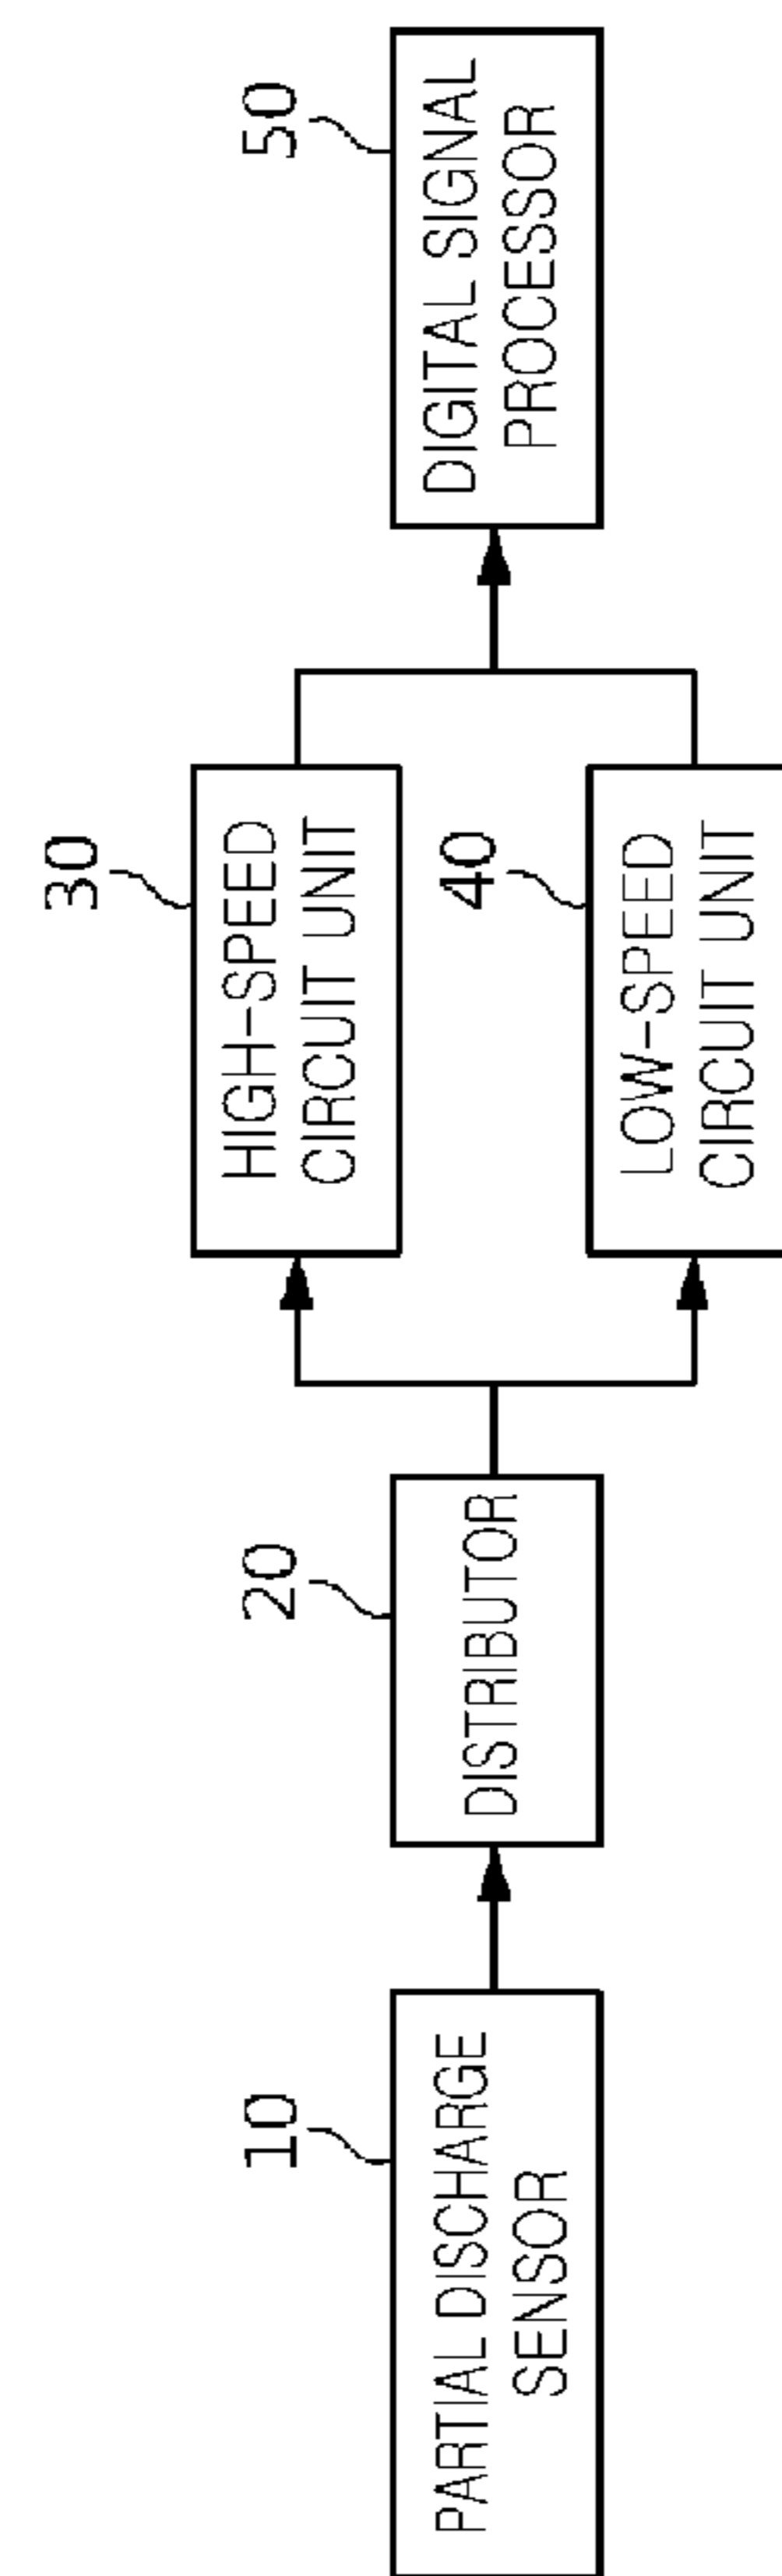 10
PARTIAL DISCHARGE
SENSOR
20
DISTRIBUTOR
30
HIGH-SPEED
CIRCUIT UNIT
40
LOW-SPEED
CIRCUIT UNIT
50
DIGITAL SIGNAL
PROCESSOR